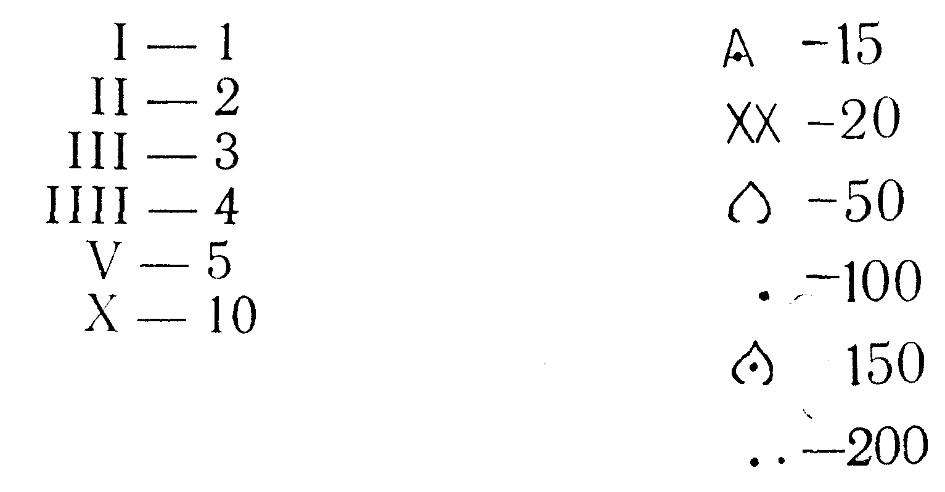 I — 1
II — 2
III — 3
IIII — 4
V — 5
X — 10
-15
XX -20
-50
. -100
150
.. -200